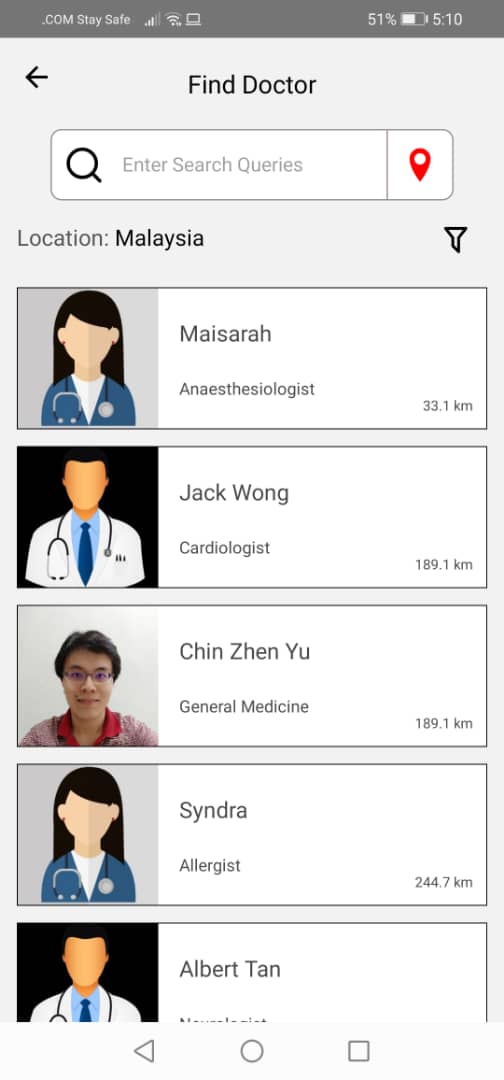 .COM Stay Safe 51% 5:10
Find Doctor
Enter Search Queries
Location: Malaysia
Maisarah
Anaesthesiologist
33.1 km
Jack Wong
Cardiologist
189.1 km
Chin Zhen Yu
General Medicine
189.1 km
Syndra
Allergist
244.7 km
Albert Tan